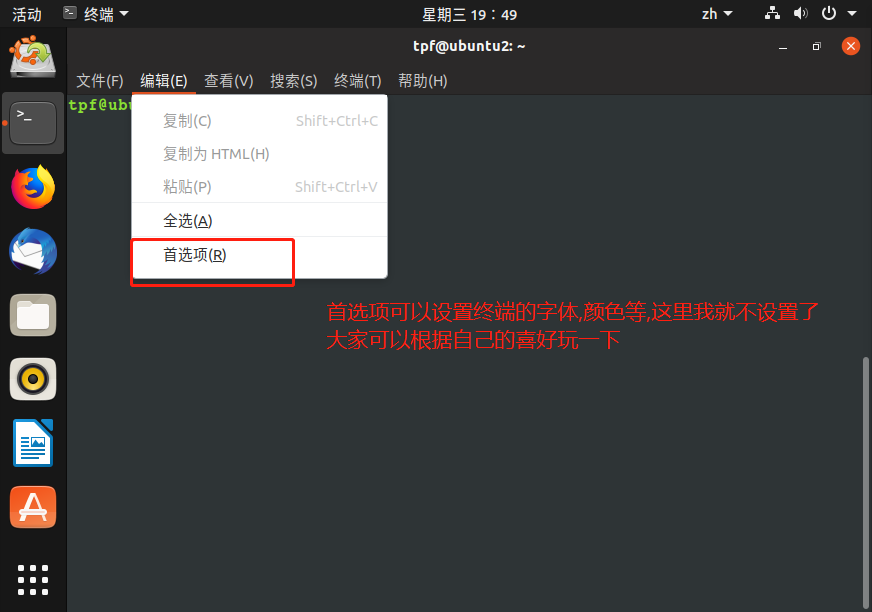 活动 终端 星期三 19：49 zh
tpf@ubuntu2: ~
文件(F) 编辑(E) 查看(V) 搜索(S) 终端(T) 帮助(H)
tpf@ubu
复制(C) Shift+Ctrl+C
复制为 HTML(H)
粘贴(P) Shift+Ctrl+V
全选(A)
首选项(R)
首选项可以设置终端的字体,颜色等,这里我就不设置了
大家可以根据自己的喜好玩一下